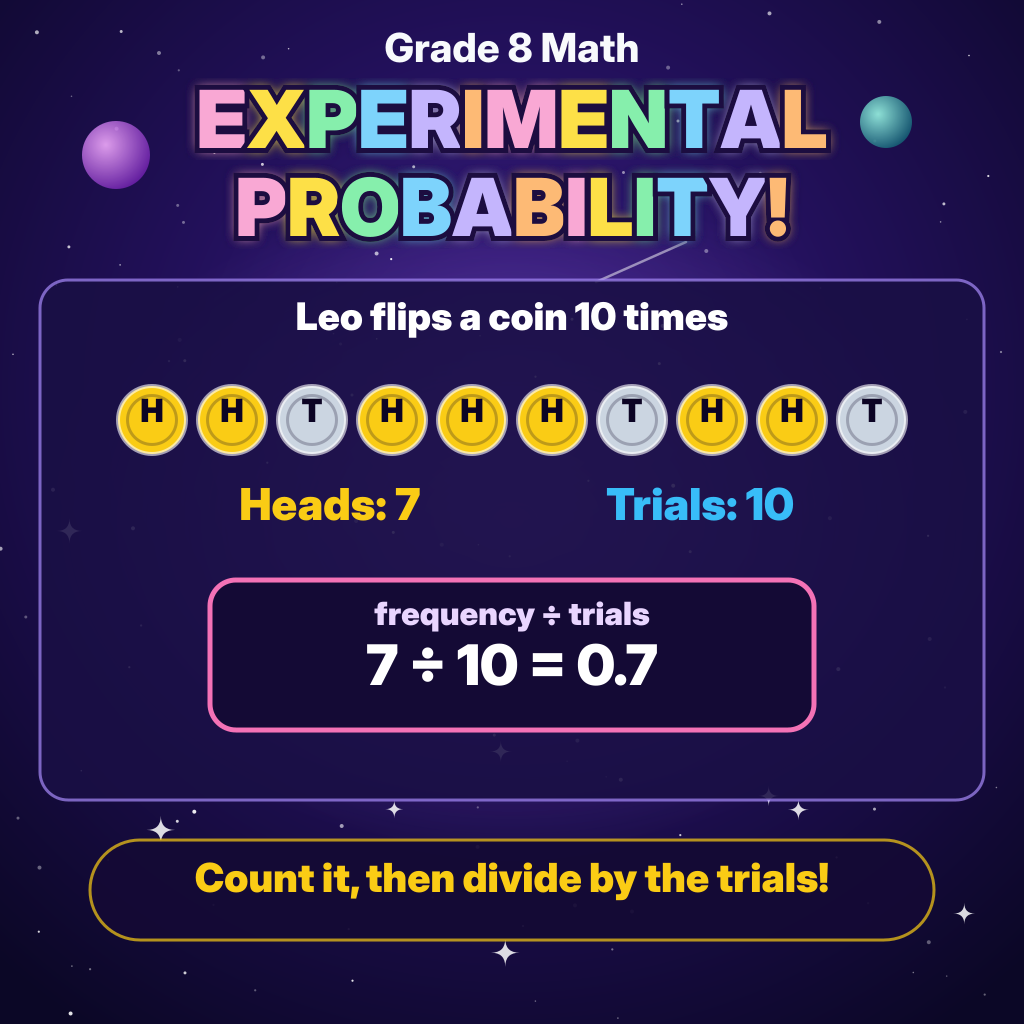 Grade 8 Math
EXPERIMENTAL
PROBABILITY!
Leo flips a coin 10 times
H H T H H H T H H T
Heads: 7 Trials: 10
frequency ÷ trials
7 ÷ 10 = 0.7
Count it, then divide by the trials!